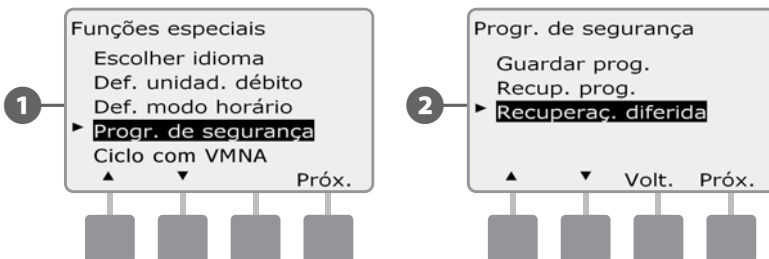 1
Funções especiais
Escolher idioma
Def. unidad. débito
Def. modo horário
Progr. de segurança
Ciclo com VMNA
Próx.
2
Progr. de segurança
Guardar prog.
Recup. prog.
Recuperaç. diferida
Volt. Próx.